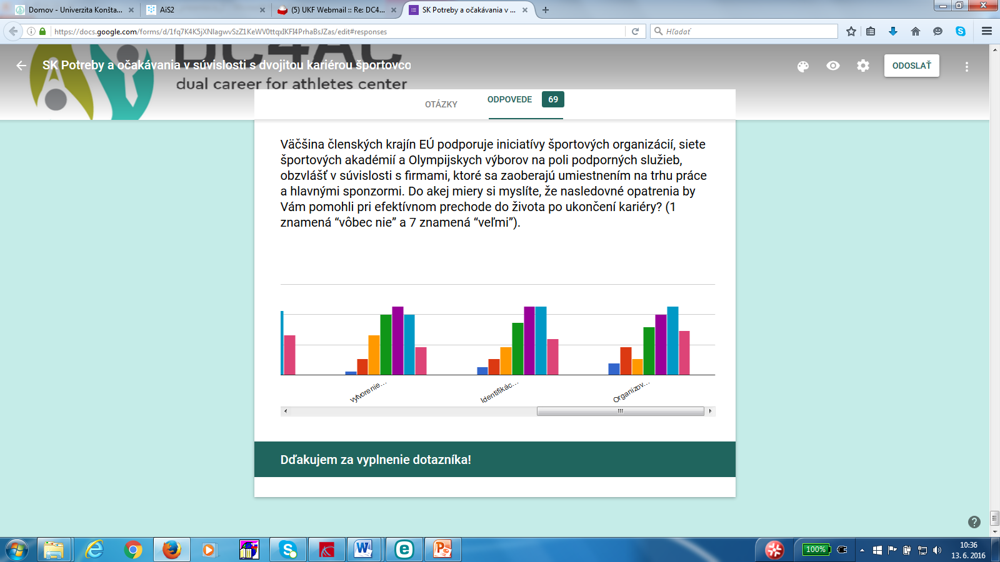 Domov - Univerzita Konšta...
AiS2
(5) UKF Webmail :: Re: DC4...
SK Potreby a očakávania v ...
https://docs.google.com/forms/d/1fq7K4K5jXNlagwvSzZ1KeWV0ttqxIKFI4PrhaBsJZas/edit#responses
Hľadať
DC4AC
SK Potreby a očakávania v súvislosti s dvojitou kariérou športovco
ODOSLAŤ
dual career for athletes center
OTÁZKY
ODPOVEDE 69
Väčšina členských krajín EÚ podporuje iniciatívy športových organizácií, siete
športových akadémií a Olympijskych výborov na poli podporných služieb,
obzvlášť v súvislosti s firmami, ktoré sa zaoberajú umiestnením na trhu práce
a hlavnými sponzormi. Do akej miery si myslíte, že nasledovné opatrenia by
Vám pomohli pri efektívnom prechode do života po ukončení kariéry? (1
znamená “vôbec nie” a 7 znamená “veľmi”).
vytvorenie...
Identifikác...
Organizov...
Dďakujem za vyplnenie dotazníka!
100%
10:36
13. 6. 2016